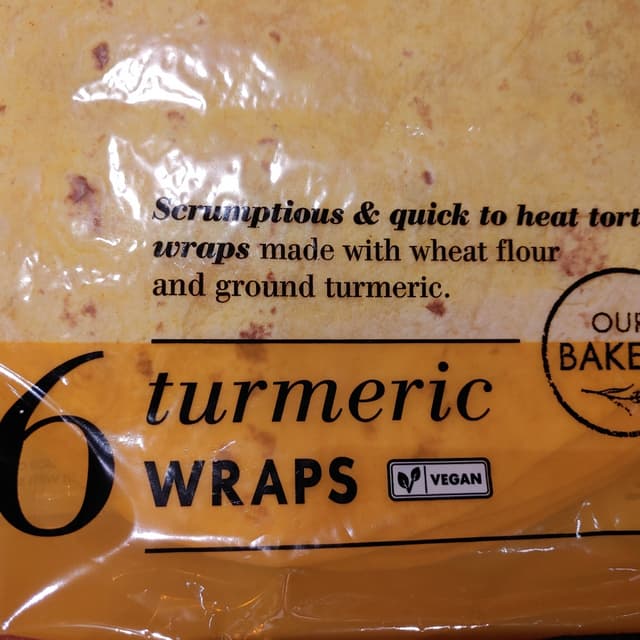 Scrumptious & quick to heat tort
wraps made with wheat flour
and ground turmeric.
OUR
BAKE
6 turmeric
WRAPS
VEGAN